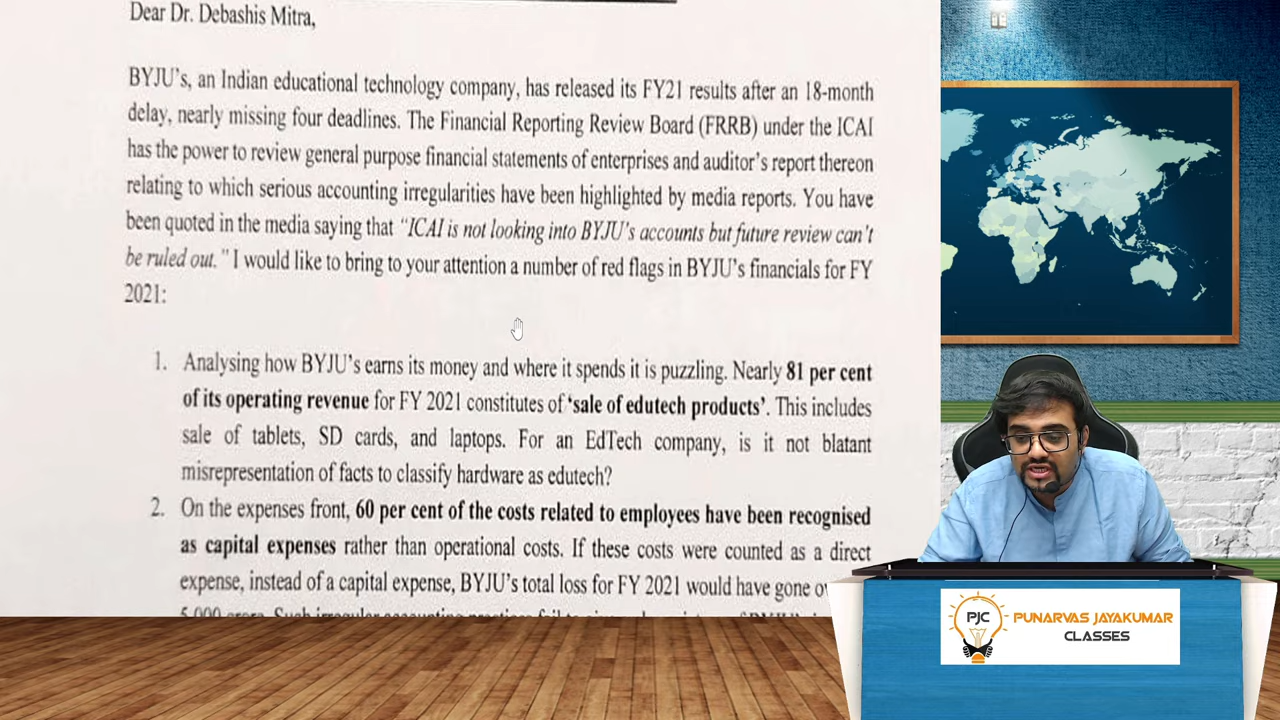 Dear Dr. Debashis Mitra,
BYJU's, an Indian educational technology company, has released its FY21 results after an 18-month
delay, nearly missing four deadlines. The Financial Reporting Review Board (FRRB) under the ICAI
has the power to review general purpose financial statements of enterprises and auditor's report thereon
relating to which serious accounting irregularities have been highlighted by media reports. You have
been quoted in the media saying that "ICAI is not looking into BYJU's accounts but future review can't
be ruled out." I would like to bring to your attention a number of red flags in BYJU's financials for FY
2021:
1. Analysing how BYJU's earns its money and where it spends it is puzzling. Nearly 81 per cent
of its operating revenue for FY 2021 constitutes of 'sale of edutech products'. This includes
sale of tablets, SD cards, and laptops. For an EdTech company, is it not blatant
misrepresentation of facts to classify hardware as edutech?
2. On the expenses front, 60 per cent of the costs related to employees have been recognised
as capital expenses rather than operational costs. If these costs were counted as a direct
expense, instead of a capital expense, BYJU's total loss for FY 2021 would have gone
PJC
PUNARVAS JAYAKUMAR
CLASSES